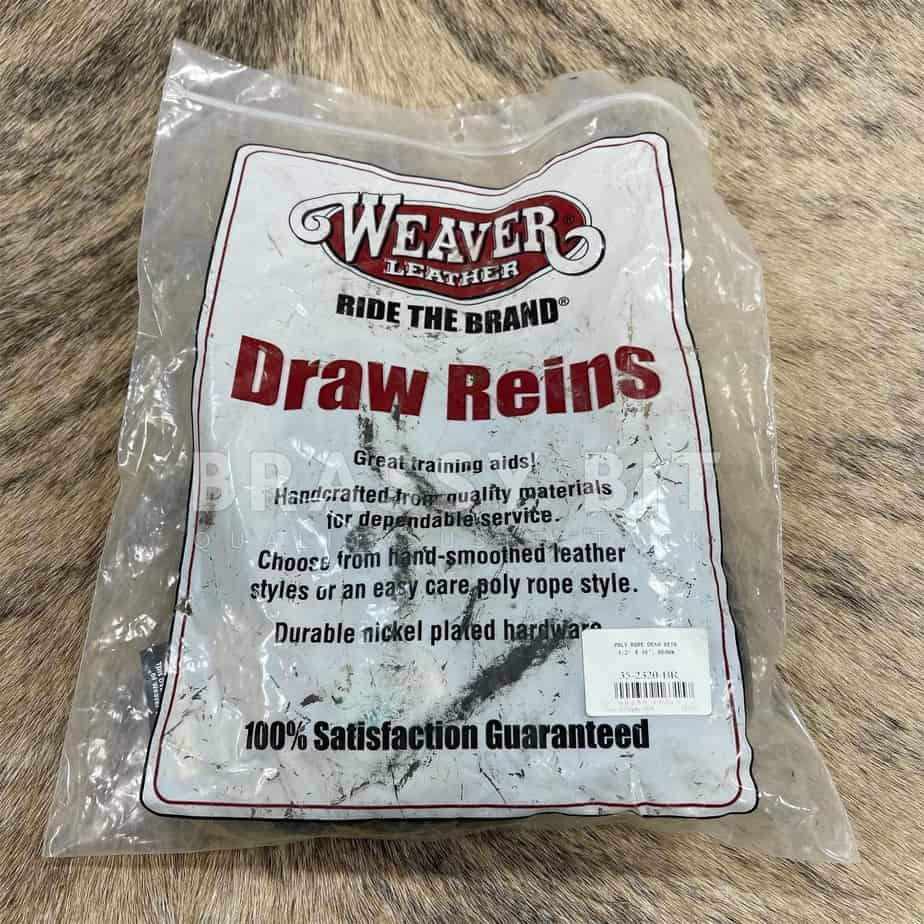 WEAVER®
LEATHER
RIDE THE BRAND®
Draw Reins
Great training aids!
Handcrafted from quality materials
for dependable service.
Choose from hand-smoothed leather
styles or an easy care poly rope style.
Durable nickel plated hardware
POLY ROPE DRAW REIN
35-2320-BR
100% Satisfaction Guaranteed
BRASSY BIT